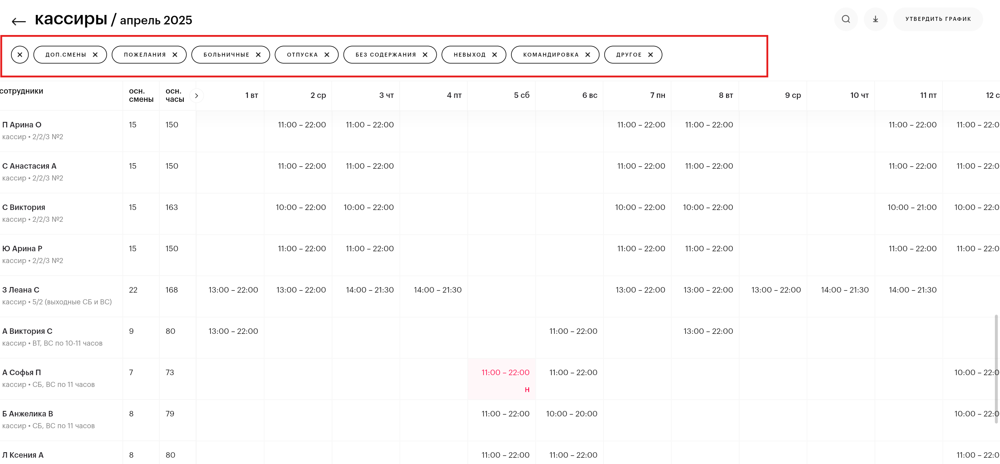 кассиры / апрель 2025
УТВЕРДИТЬ ГРАФИК
ДОП.СМЕНЫ ПОЖЕЛАНИЯ БОЛЬНИЧНЫЕ ОТПУСКА БЕЗ СОДЕРЖАНИЯ НЕВЫХОД КОМАНДИРОВКА ДРУГОЕ
сотрудники осн. смены осн. часы 1 вт 2 ср 3 чт 4 пт 5 сб 6 вс 7 пн 8 вт 9 ср 10 чт 11 пт 12 с
П Арина О 15 150 11:00 – 22:00 11:00 – 22:00 11:00 – 22:00 11:00 – 22:00 11:00 – 22:00 11:00 – 22:0
кассир • 2/2/3 №2
С Анастасия А 15 150 11:00 – 22:00 11:00 – 22:00 11:00 – 22:00 11:00 – 22:00 11:00 – 22:00 11:00 – 22:0
кассир • 2/2/3 №2
С Виктория 15 163 10:00 – 22:00 10:00 – 22:00 10:00 – 22:00 10:00 – 22:00 10:00 – 21:00 10:00 – 22:0
кассир • 2/2/3 №2
Ю Арина Р 15 150 11:00 – 22:00 11:00 – 22:00 11:00 – 22:00 11:00 – 22:00 11:00 – 22:00 11:00 – 22:0
кассир • 2/2/3 №2
З Леана С 22 168 13:00 – 22:00 13:00 – 22:00 14:00 – 21:30 14:00 – 21:30 13:00 – 22:00 13:00 – 22:00 13:00 – 22:00 14:00 – 21:30 14:00 – 21:30
кассир • 5/2 (выходные СБ и ВС)
А Виктория С 9 80 13:00 – 22:00 11:00 – 22:00 13:00 – 22:00
кассир • ВТ, ВС по 10-11 часов
А Софья П 7 73 11:00 – 22:00 11:00 – 22:00 10:00 – 22:0
кассир • СБ, ВС по 11 часов Н
Б Анжелика В 8 79 11:00 – 22:00 10:00 – 20:00 10:00 – 22:0
кассир • СБ, ВС по 11 часов
Л Ксения А 8 80 11:00 – 22:00 11:00 – 22:00 11:00 – 22:0